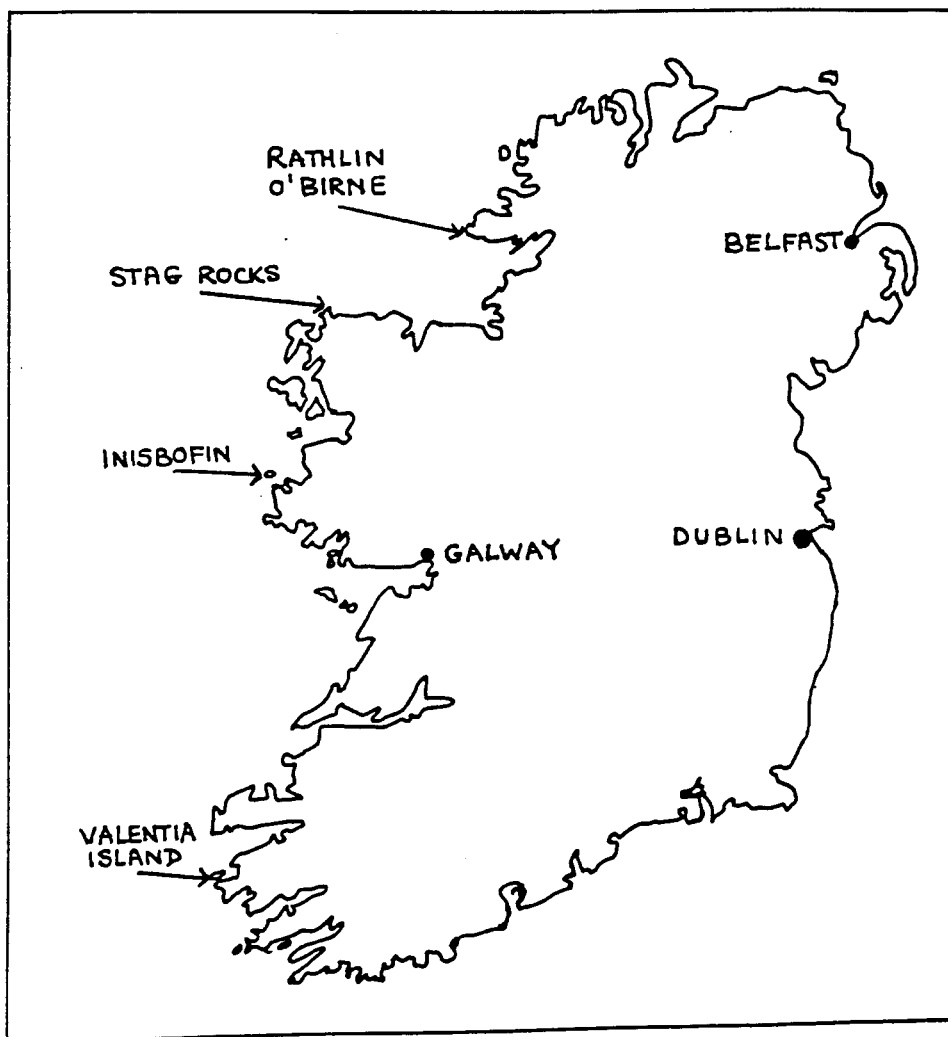 RATHLIN
O'BIRNE
BELFAST
STAG ROCKS
INISBOFIN
DUBLIN
GALWAY
VALENTIA
ISLAND